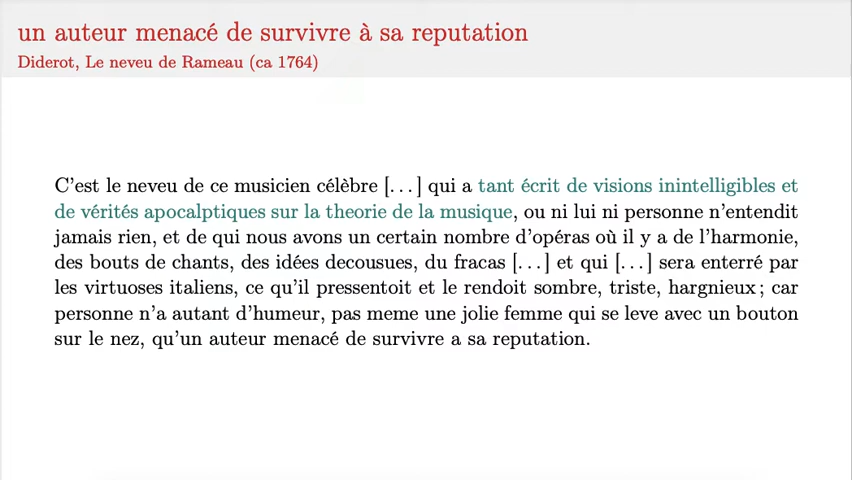 un auteur menacé de survivre à sa reputation
Diderot, Le neveu de Rameau (ca 1764)
C'est le neveu de ce musicien célèbre [...] qui a tant écrit de visions inintelligibles et
de vérités apocalptiques sur la theorie de la musique, ou ni lui ni personne n'entendit
jamais rien, et de qui nous avons un certain nombre d'opéras où il y a de l'harmonie,
des bouts de chants, des idées decousues, du fracas [...] et qui [...] sera enterré par
les virtuoses italiens, ce qu'il pressentoit et le rendoit sombre, triste, hargnieux ; car
personne n'a autant d'humeur, pas meme une jolie femme qui se leve avec un bouton
sur le nez, qu'un auteur menacé de survivre a sa reputation.